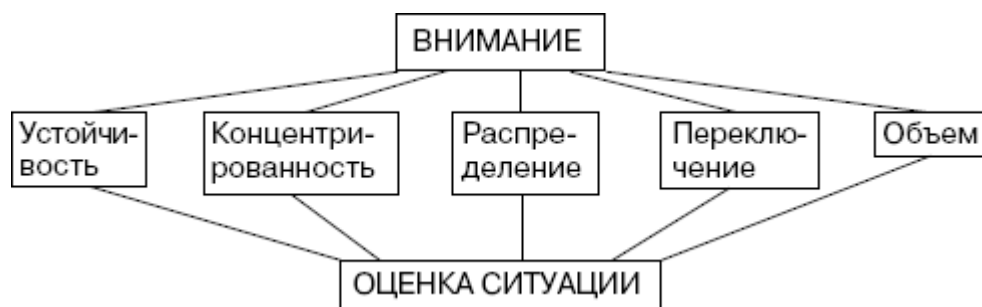 ВНИМАНИЕ
Устойчи-
вость
Концентри-
рованность
Распре-
деление
Переклю-
чение
Объем
ОЦЕНКА СИТУАЦИИ